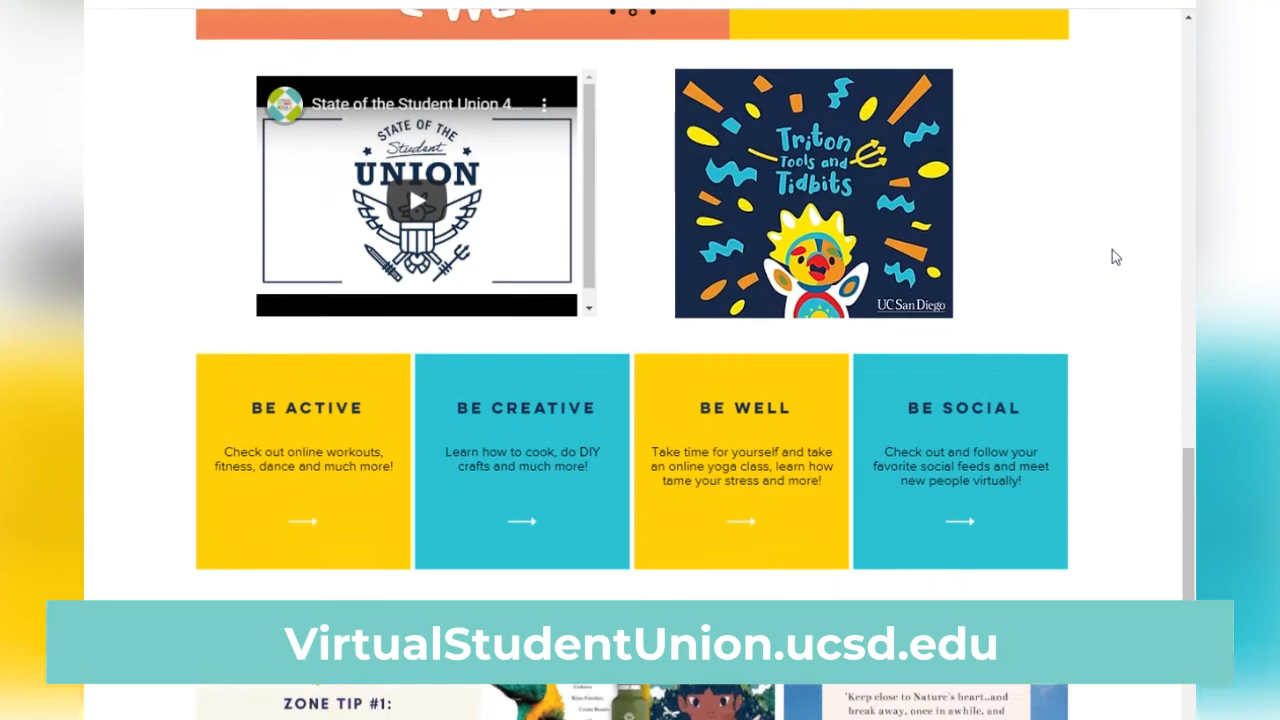 State of the Student Union 4...
STATE OF THE
Student
UNION
Triton
Tools and
Tidbits
UC San Diego
BE ACTIVE
Check out online workouts,
fitness, dance and much more!
BE CREATIVE
Learn how to cook, do DIY
crafts and much more!
BE WELL
Take time for yourself and take
an online yoga class, learn how
tame your stress and more!
BE SOCIAL
Check out and follow your
favorite social feeds and meet
new people virtually!
VirtualStudentUnion.ucsd.edu
ZONE TIP #1:
"Keep close to Nature's heart..and
break away, once in awhile, and